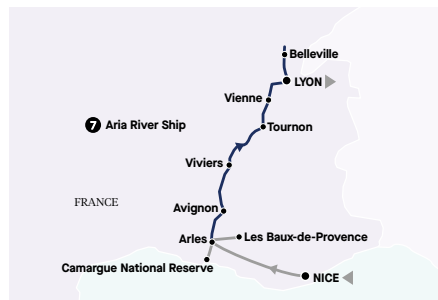 Belleville
LYON
Vienne
7 Aria River Ship
Tournon
Viviers
FRANCE
Avignon
Arles
Les Baux-de-Provence
Camargue National Reserve
NICE